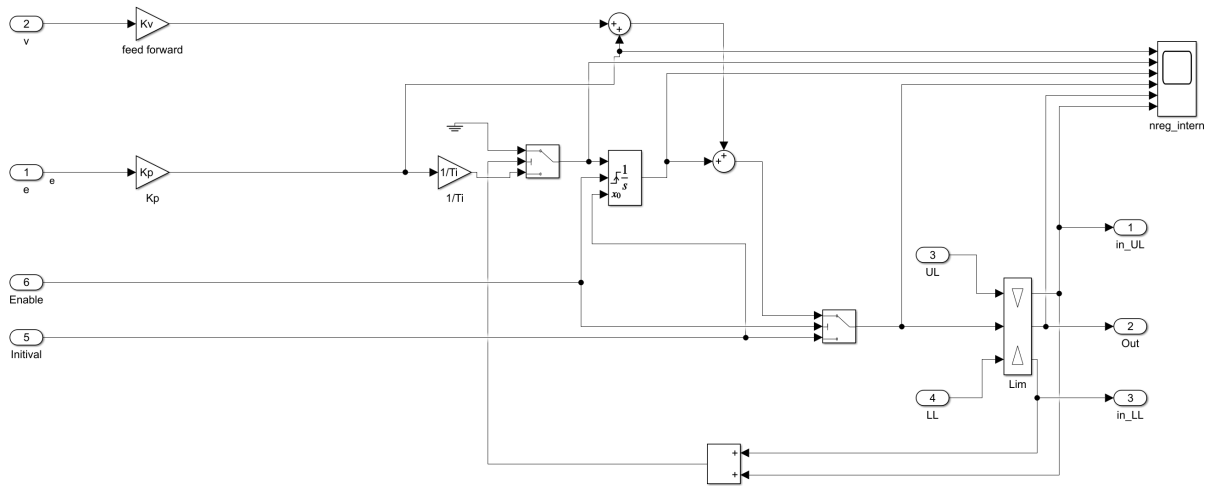 2
v
Kv
feed forward
+
+
nreg_intern
1
e
e
Kp
Kp
1/Ti
1/Ti
1
s
x0
+
+
6
Enable
5
Initival
3
UL
4
LL
Lim
1
in_UL
2
Out
3
in_LL
+
+